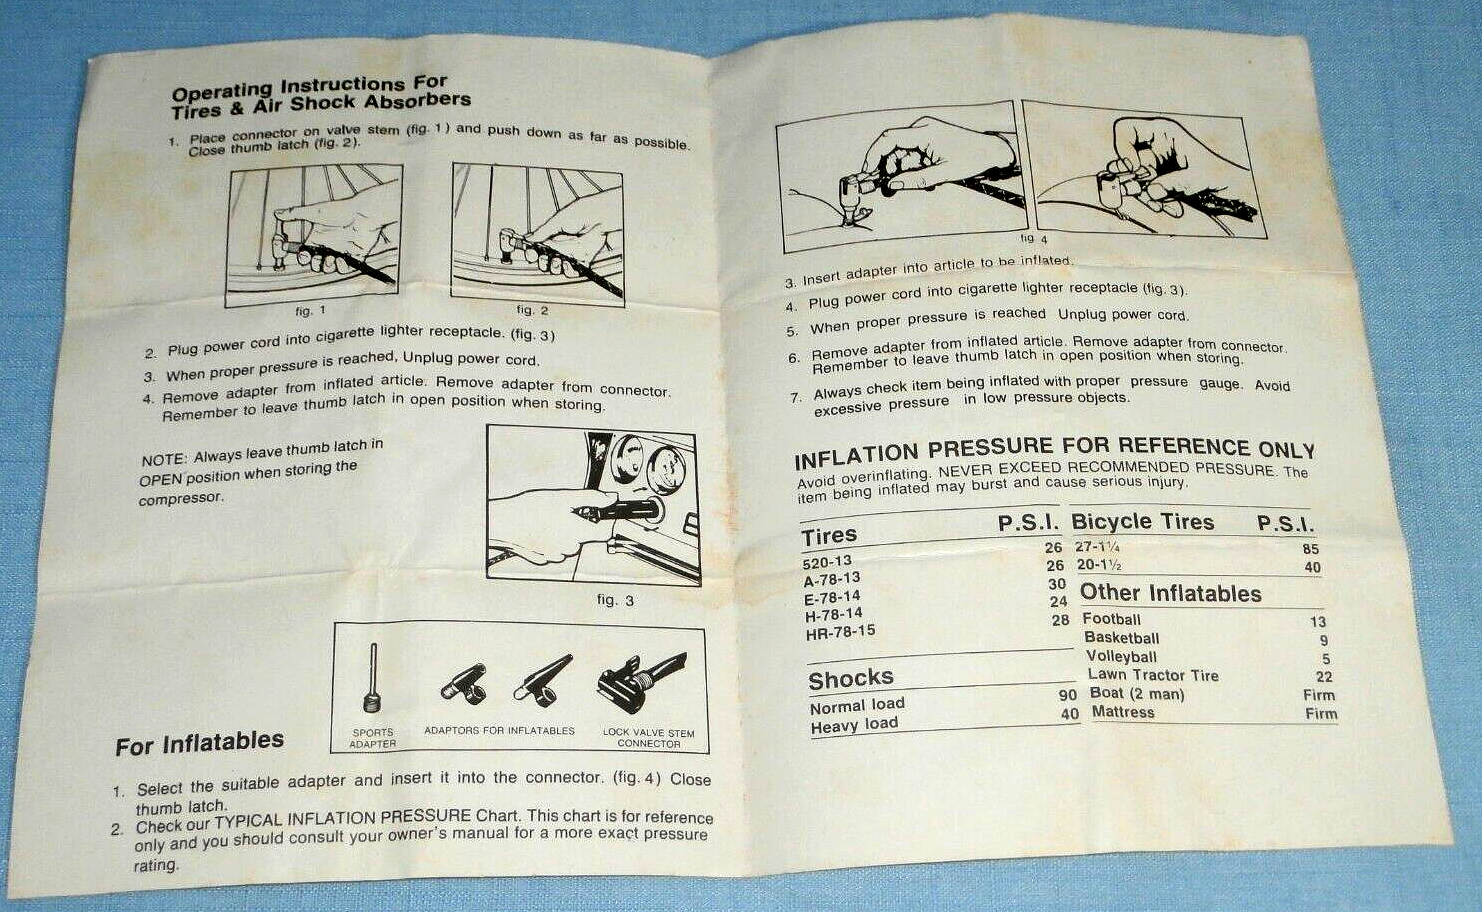 Operating Instructions For
Tires & Air Shock Absorbers
1. Place connector on valve stem (fig. 1) and push down as far as possible.
Close thumb latch (fig. 2).
fig. 1
fig. 2
2. Plug power cord into cigarette lighter receptacle. (fig. 3)
3. When proper pressure is reached, Unplug power cord.
4. Remove adapter from inflated article. Remove adapter from connector.
Remember to leave thumb latch in open position when storing.
NOTE: Always leave thumb latch in
OPEN position when storing the
compressor.
fig. 3
SPORTS
ADAPTER
ADAPTORS FOR INFLATABLES
LOCK VALVE STEM
CONNECTOR
For Inflatables
1. Select the suitable adapter and insert it into the connector. (fig. 4) Close
thumb latch.
2. Check our TYPICAL INFLATION PRESSURE Chart. This chart is for reference
only and you should consult your owner's manual for a more exact pressure
rating.
fig 4
3. Insert adapter into article to be inflated.
4. Plug power cord into cigarette lighter receptacle (fig. 3).
5. When proper pressure is reached Unplug power cord.
6. Remove adapter from inflated article. Remove adapter from connector.
Remember to leave thumb latch in open position when storing.
7. Always check item being inflated with proper pressure gauge. Avoid
excessive pressure in low pressure objects.
INFLATION PRESSURE FOR REFERENCE ONLY
Avoid overinflating. NEVER EXCEED RECOMMENDED PRESSURE. The
item being inflated may burst and cause serious injury.
Tires P.S.I.
520-13 26
A-78-13 26
E-78-14 30
H-78-14 24
HR-78-15 28
Shocks
Normal load 90
Heavy load 40
Bicycle Tires P.S.I.
27-1¼ 85
20-1½ 40
Other Inflatables
Football 13
Basketball 9
Volleyball 5
Lawn Tractor Tire 22
Boat (2 man) Firm
Mattress Firm